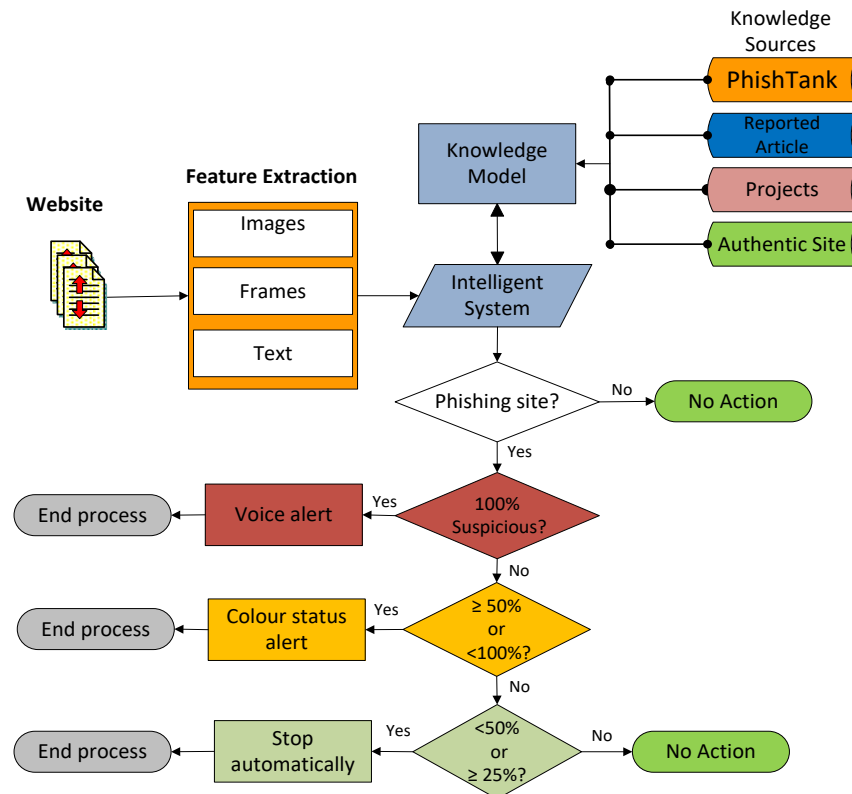 Knowledge
Sources
PhishTank
Reported
Article
Projects
Authentic Site
Knowledge
Model
Feature Extraction
Website
Images
Frames
Text
Intelligent
System
Phishing site?
No
No Action
Yes
100%
Suspicious?
Yes
Voice alert
End process
No
≥ 50%
or
<100%?
Yes
Colour status
alert
End process
No
<50%
or
≥ 25%?
Yes
Stop
automatically
End process
No
No Action